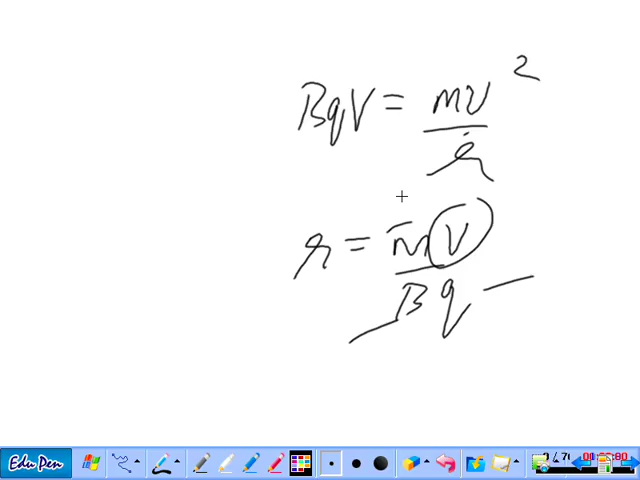 BqV = mv²/r
r = mV/Bq
Edu Pen